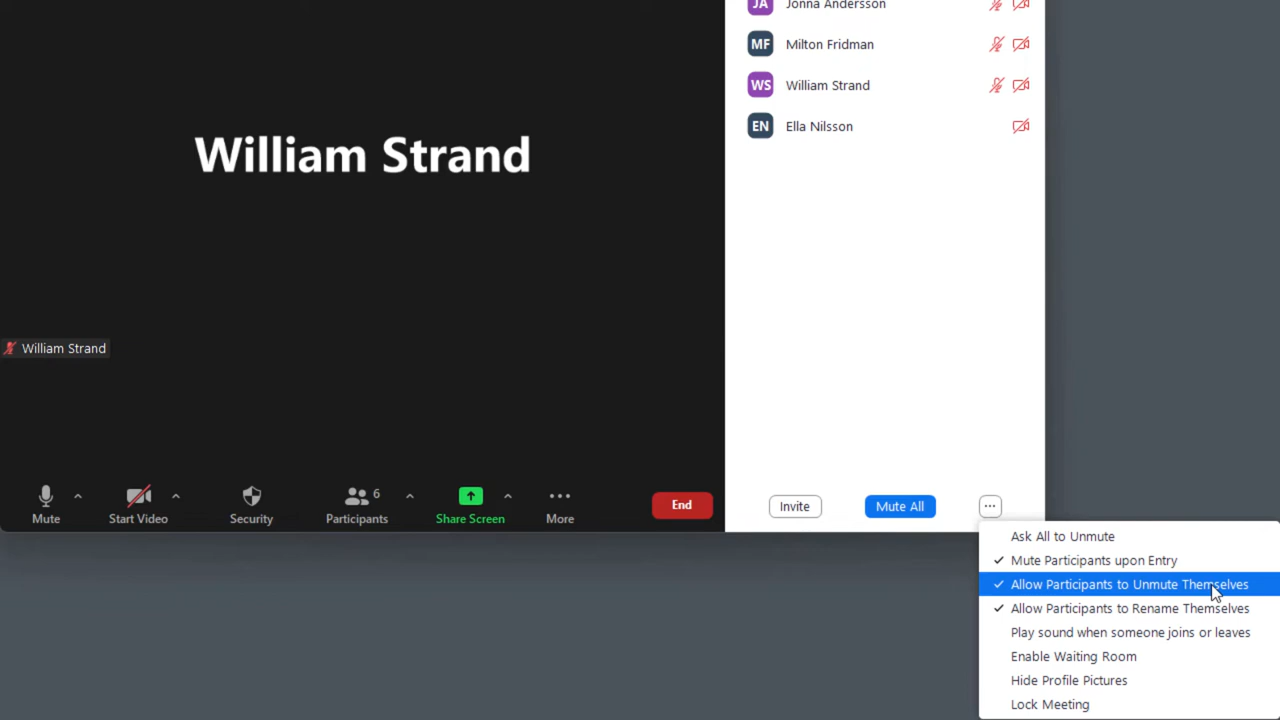 JA Jonna Andersson
MF Milton Fridman
WS William Strand
EN Ella Nilsson
William Strand
William Strand
Mute
Start Video
Security
6
Participants
Share Screen
More
End
Invite
Mute All
Ask All to Unmute
Mute Participants upon Entry
Allow Participants to Unmute Themselves
Allow Participants to Rename Themselves
Play sound when someone joins or leaves
Enable Waiting Room
Hide Profile Pictures
Lock Meeting